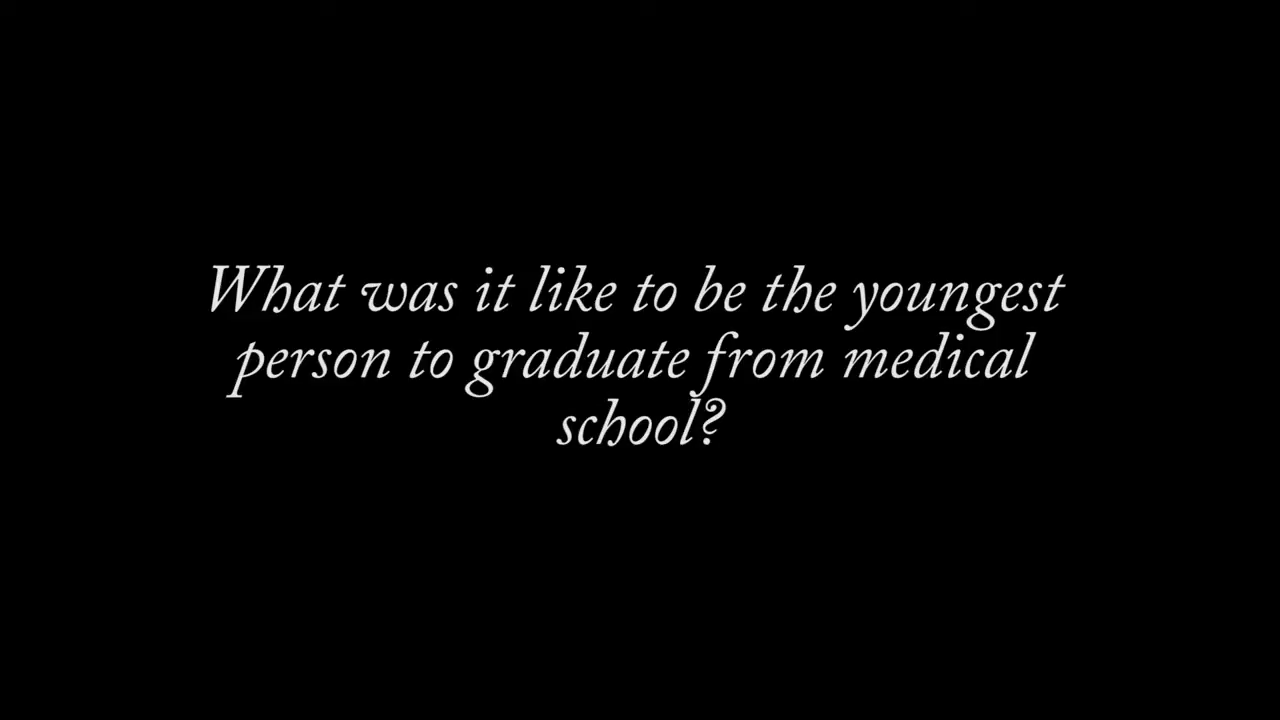 What was it like to be the youngest
person to graduate from medical
school?